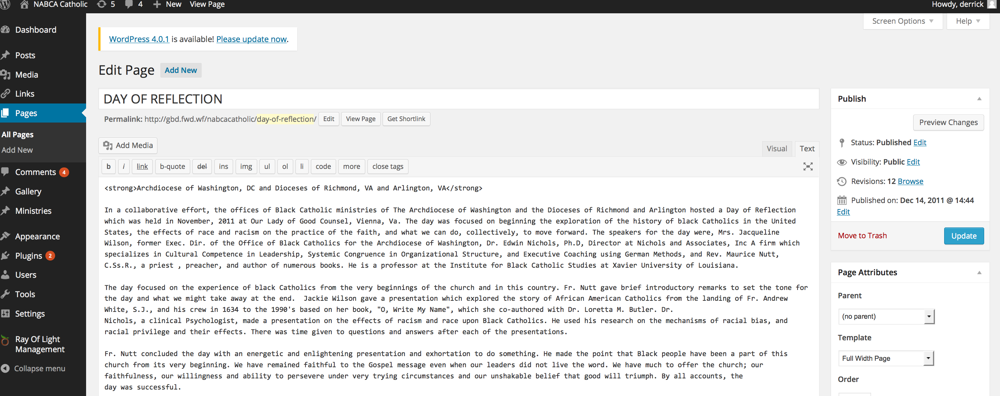 NABCA Catholic 5 4 New View Page Howdy, derrick
Screen Options Help
Dashboard
Posts
Media
Links
Pages
All Pages
Add New
Comments 4
Gallery
Ministries
Appearance
Plugins 2
Users
Tools
Settings
Ray Of Light
Management
Collapse menu
WordPress 4.0.1 is available! Please update now.
Edit Page Add New
DAY OF REFLECTION
Permalink: http://gbd.fwd.wf/nabcacatholic/day-of-reflection/ Edit View Page Get Shortlink
Add Media
Visual Text
b i link b-quote del ins img ul ol li code more close tags
<strong>Archdiocese of Washington, DC and Dioceses of Richmond, VA and Arlington, VA</strong>
In a collaborative effort, the offices of Black Catholic ministries of The Archdiocese of Washington and the Dioceses of Richmond and Arlington hosted a Day of Reflection
which was held in November, 2011 at Our Lady of Good Counsel, Vienna, Va. The day was focused on beginning the exploration of the history of black Catholics in the United
States, the effects of race and racism on the practice of the faith, and what we can do, collectively, to move forward. The speakers for the day were, Mrs. Jacqueline
Wilson, former Exec. Dir. of the Office of Black Catholics for the Archdiocese of Washington, Dr. Edwin Nichols, Ph.D, Director at Nichols and Associates, Inc A firm which
specializes in Cultural Competence in Leadership, Systemic Congruence in Organizational Structure, and Executive Coaching using German Methods, and Rev. Maurice Nutt,
C.Ss.R., a priest , preacher, and author of numerous books. He is a professor at the Institute for Black Catholic Studies at Xavier University of Louisiana.
The day focused on the experience of black Catholics from the very beginnings of the church and in this country. Fr. Nutt gave brief introductory remarks to set the tone for
the day and what we might take away at the end.  Jackie Wilson gave a presentation which explored the story of African American Catholics from the landing of Fr. Andrew
White, S.J., and his crew in 1634 to the 1990's based on her book, "O, Write My Name", which she co-authored with Dr. Loretta M. Butler. Dr.
Nichols, a clinical Psychologist, made a presentation on the effects of racism and race upon Black Catholics. He used his research on the mechanisms of racial bias, and
racial privilege and their effects. There was time given to questions and answers after each of the presentations.
Fr. Nutt concluded the day with an energetic and enlightening presentation and exhortation to do something. He made the point that Black people have been a part of this
church from its very beginning. We have remained faithful to the Gospel message even when our leaders did not live the word. We have much to offer the church; our
faithfulness, our willingness and ability to persevere under very trying circumstances and our unshakable belief that good will triumph. By all accounts, the
day was successful.
Publish
Preview Changes
Status: Published Edit
Visibility: Public Edit
Revisions: 12 Browse
Published on: Dec 14, 2011 @ 14:44
Edit
Move to Trash Update
Page Attributes
Parent
(no parent)
Template
Full Width Page
Order